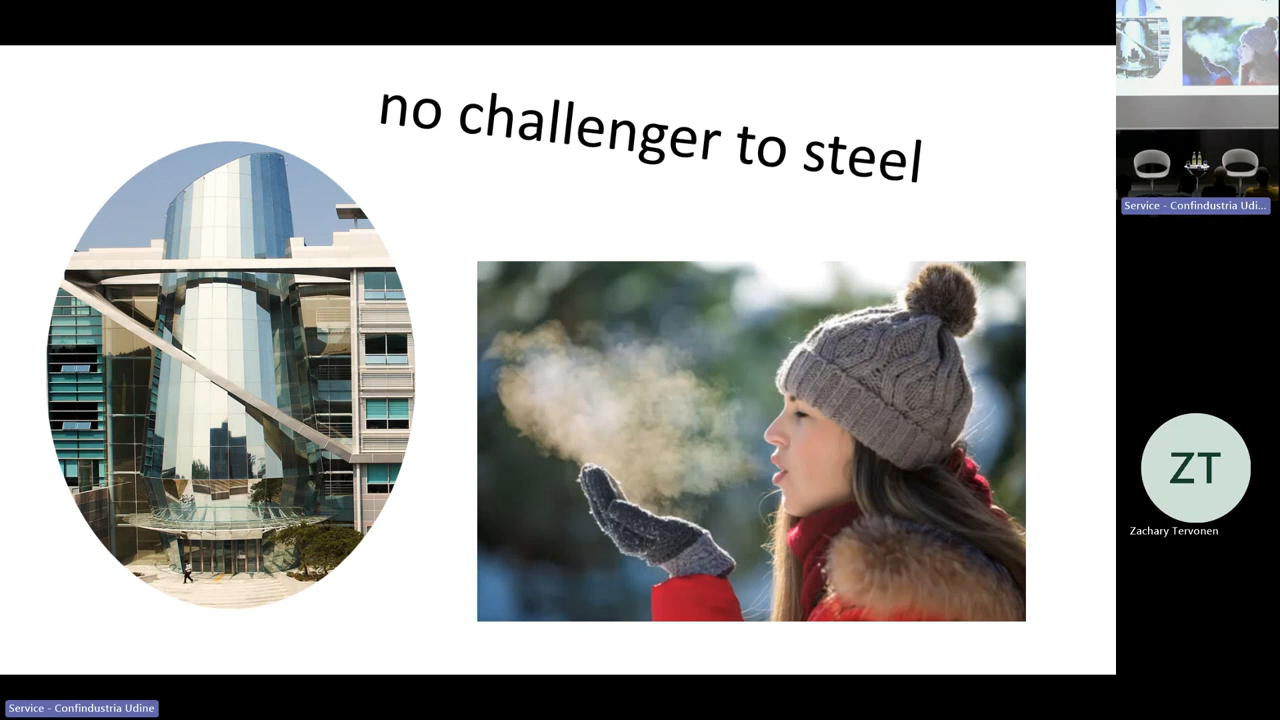 no challenger to steel
Service - Confindustria Udi...
ZT
Zachary Tervonen
Service - Confindustria Udine